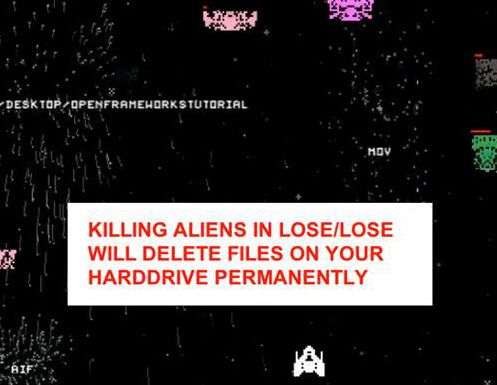 /DESKTOP/OPENFRAMEWORKSTUTORIAL
MOV
KILLING ALIENS IN LOSE/LOSE
WILL DELETE FILES ON YOUR
HARDDRIVE PERMANENTLY
AIF